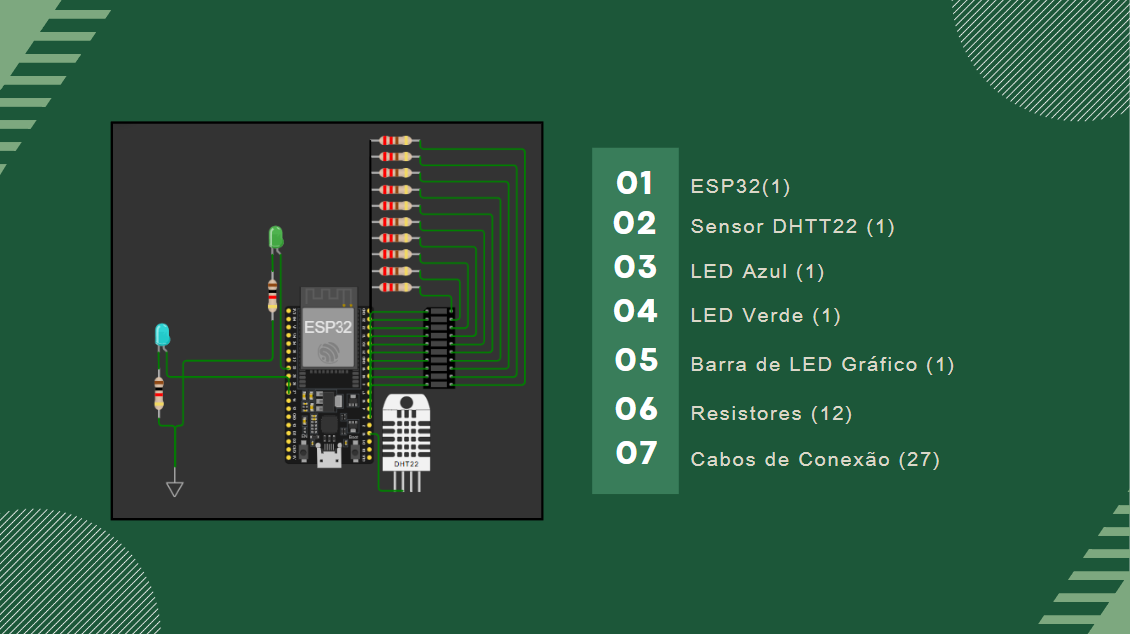 ESP32
DHT22
01 ESP32(1)
02 Sensor DHTT22 (1)
03 LED Azul (1)
04 LED Verde (1)
05 Barra de LED Gráfico (1)
06 Resistores (12)
07 Cabos de Conexão (27)